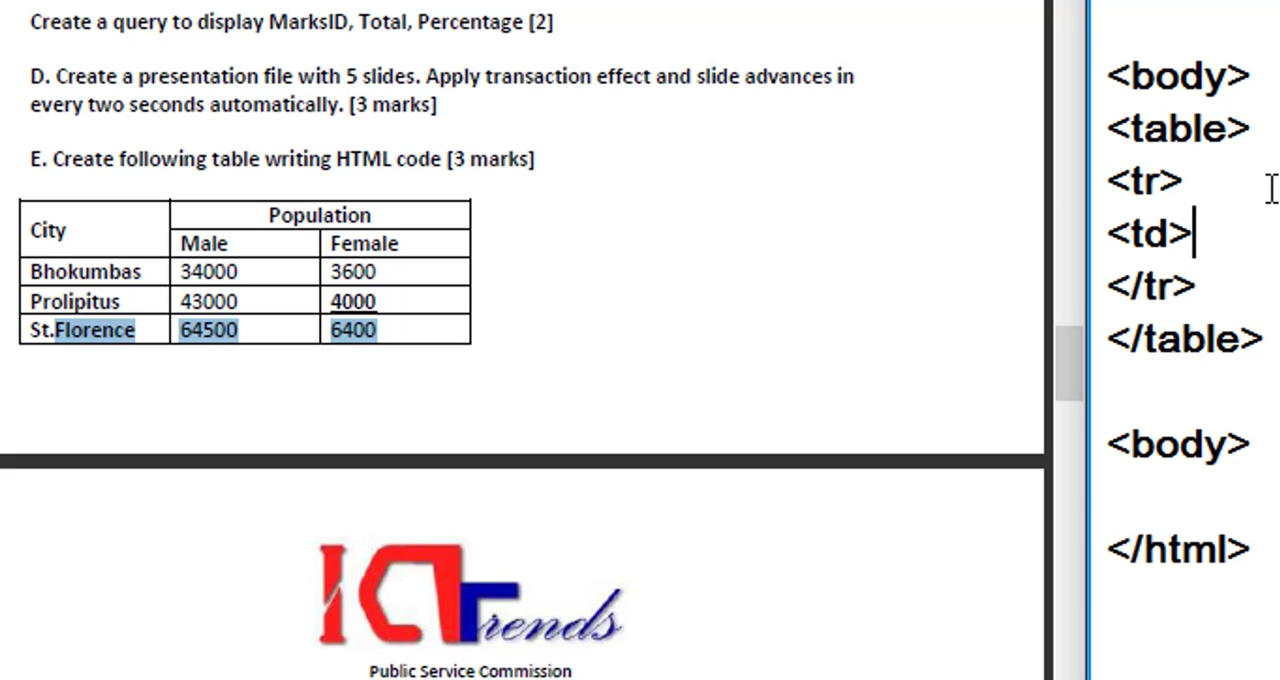 Create a query to display MarksID, Total, Percentage [2]
D. Create a presentation file with 5 slides. Apply transaction effect and slide advances in
every two seconds automatically. [3 marks]
E. Create following table writing HTML code [3 marks]
City Population
Male Female
Bhokumbas 34000 3600
Prolipitus 43000 4000
St.Florence 64500 6400
ICTrends
Public Service Commission
<body>
<table>
<tr>
<td>
</tr>
</table>
<body>
</html>